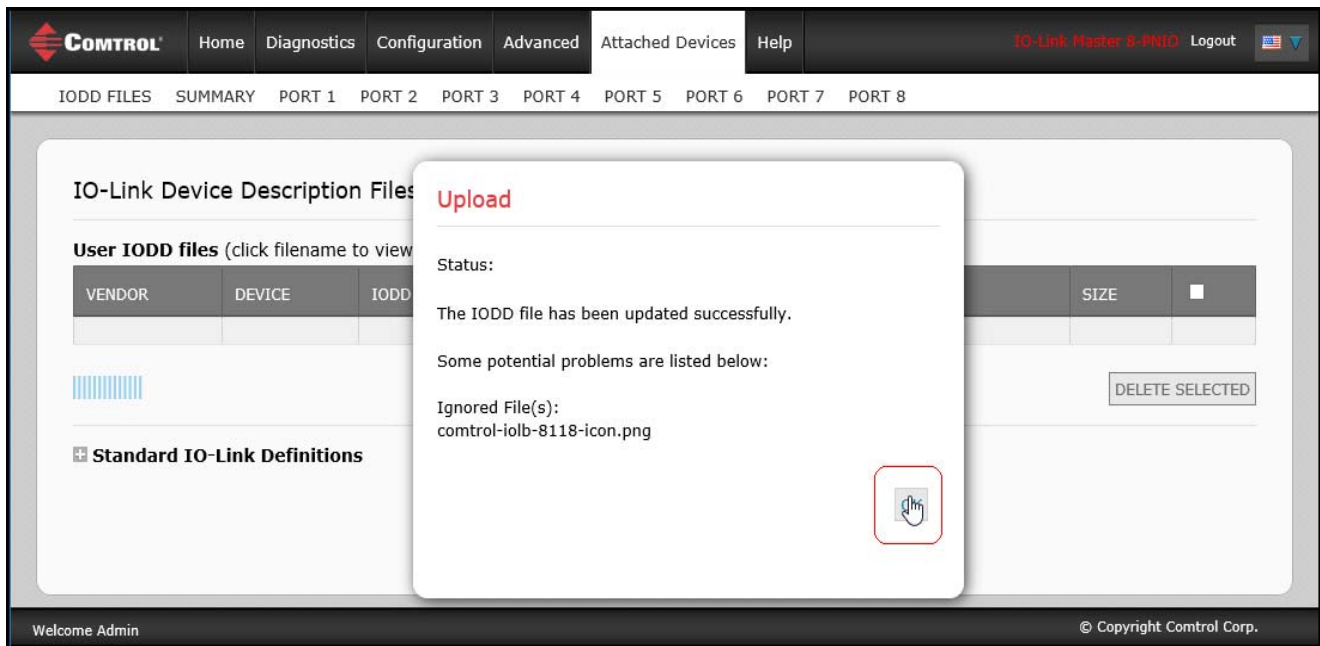 COMTROL Home Diagnostics Configuration Advanced Attached Devices Help IO-Link Master 8-PNIO Logout
IODD FILES SUMMARY PORT 1 PORT 2 PORT 3 PORT 4 PORT 5 PORT 6 PORT 7 PORT 8
IO-Link Device Description Files
User IODD files (click filename to view
VENDOR DEVICE IODD SIZE
DELETE SELECTED
Standard IO-Link Definitions
Upload
Status:
The IODD file has been updated successfully.
Some potential problems are listed below:
Ignored File(s):
comtrol-iolb-8118-icon.png
Welcome Admin © Copyright Comtrol Corp.